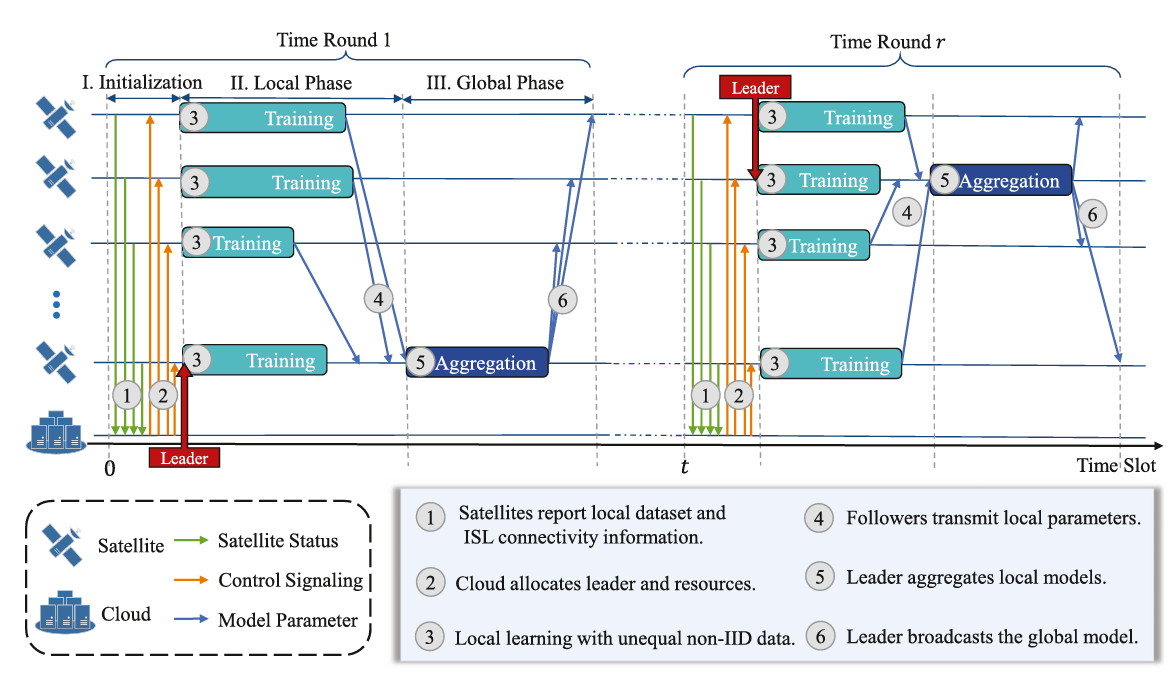 Time Round 1
Time Round r
I. Initialization
II. Local Phase
III. Global Phase
Leader
3 Training
3 Training
3 Training
3 Training
4
5 Aggregation
6
1
2
Leader
3 Training
3 Training
3 Training
3 Training
4
5 Aggregation
6
1
2
0
t
Time Slot
Satellite
Cloud
Satellite Status
Control Signaling
Model Parameter
1 Satellites report local dataset and
ISL connectivity information.
2 Cloud allocates leader and resources.
3 Local learning with unequal non-IID data.
4 Followers transmit local parameters.
5 Leader aggregates local models.
6 Leader broadcasts the global model.